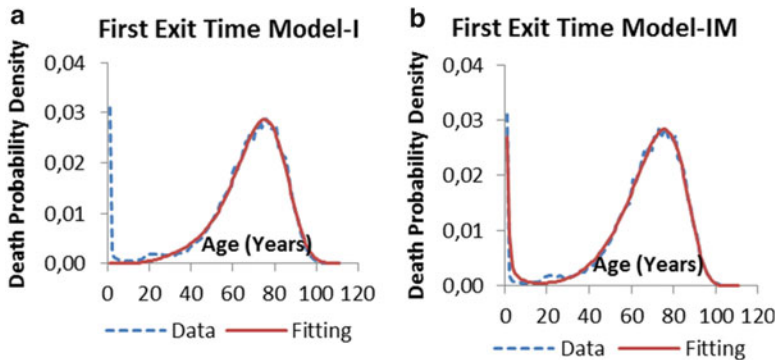 a
First Exit Time Model-I
Death Probability Density
0,04
0,03
0,02
0,01
0,00
Age (Years)
0 20 40 60 80 100 120
Data Fitting
b
First Exit Time Model-IM
Death Probability Density
0,04
0,03
0,02
0,01
0,00
Age (Years)
0 20 40 60 80 100 120
Data Fitting